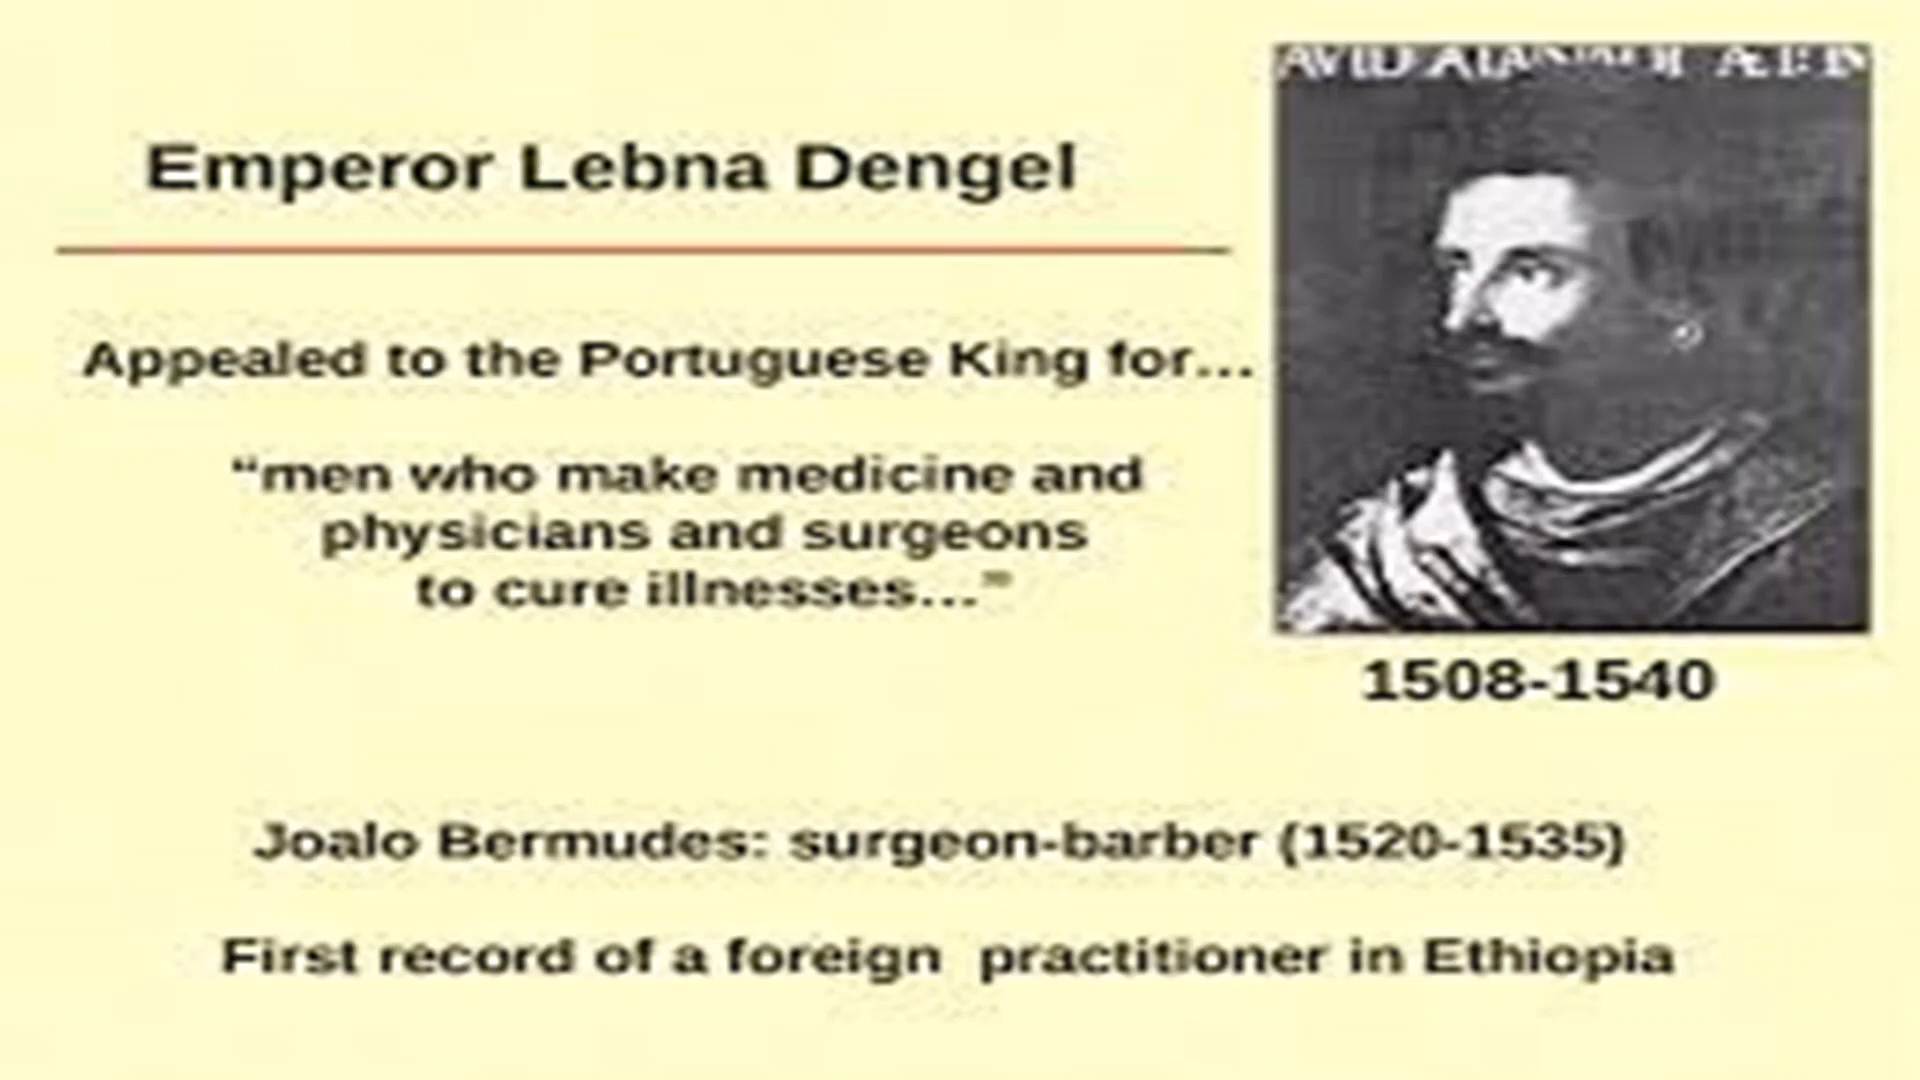 Emperor Lebna Dengel
Appealed to the Portuguese King for...
“men who make medicine and
physicians and surgeons
to cure illnesses...”
1508-1540
Joalo Bermudes: surgeon-barber (1520-1535)
First record of a foreign practitioner in Ethiopia